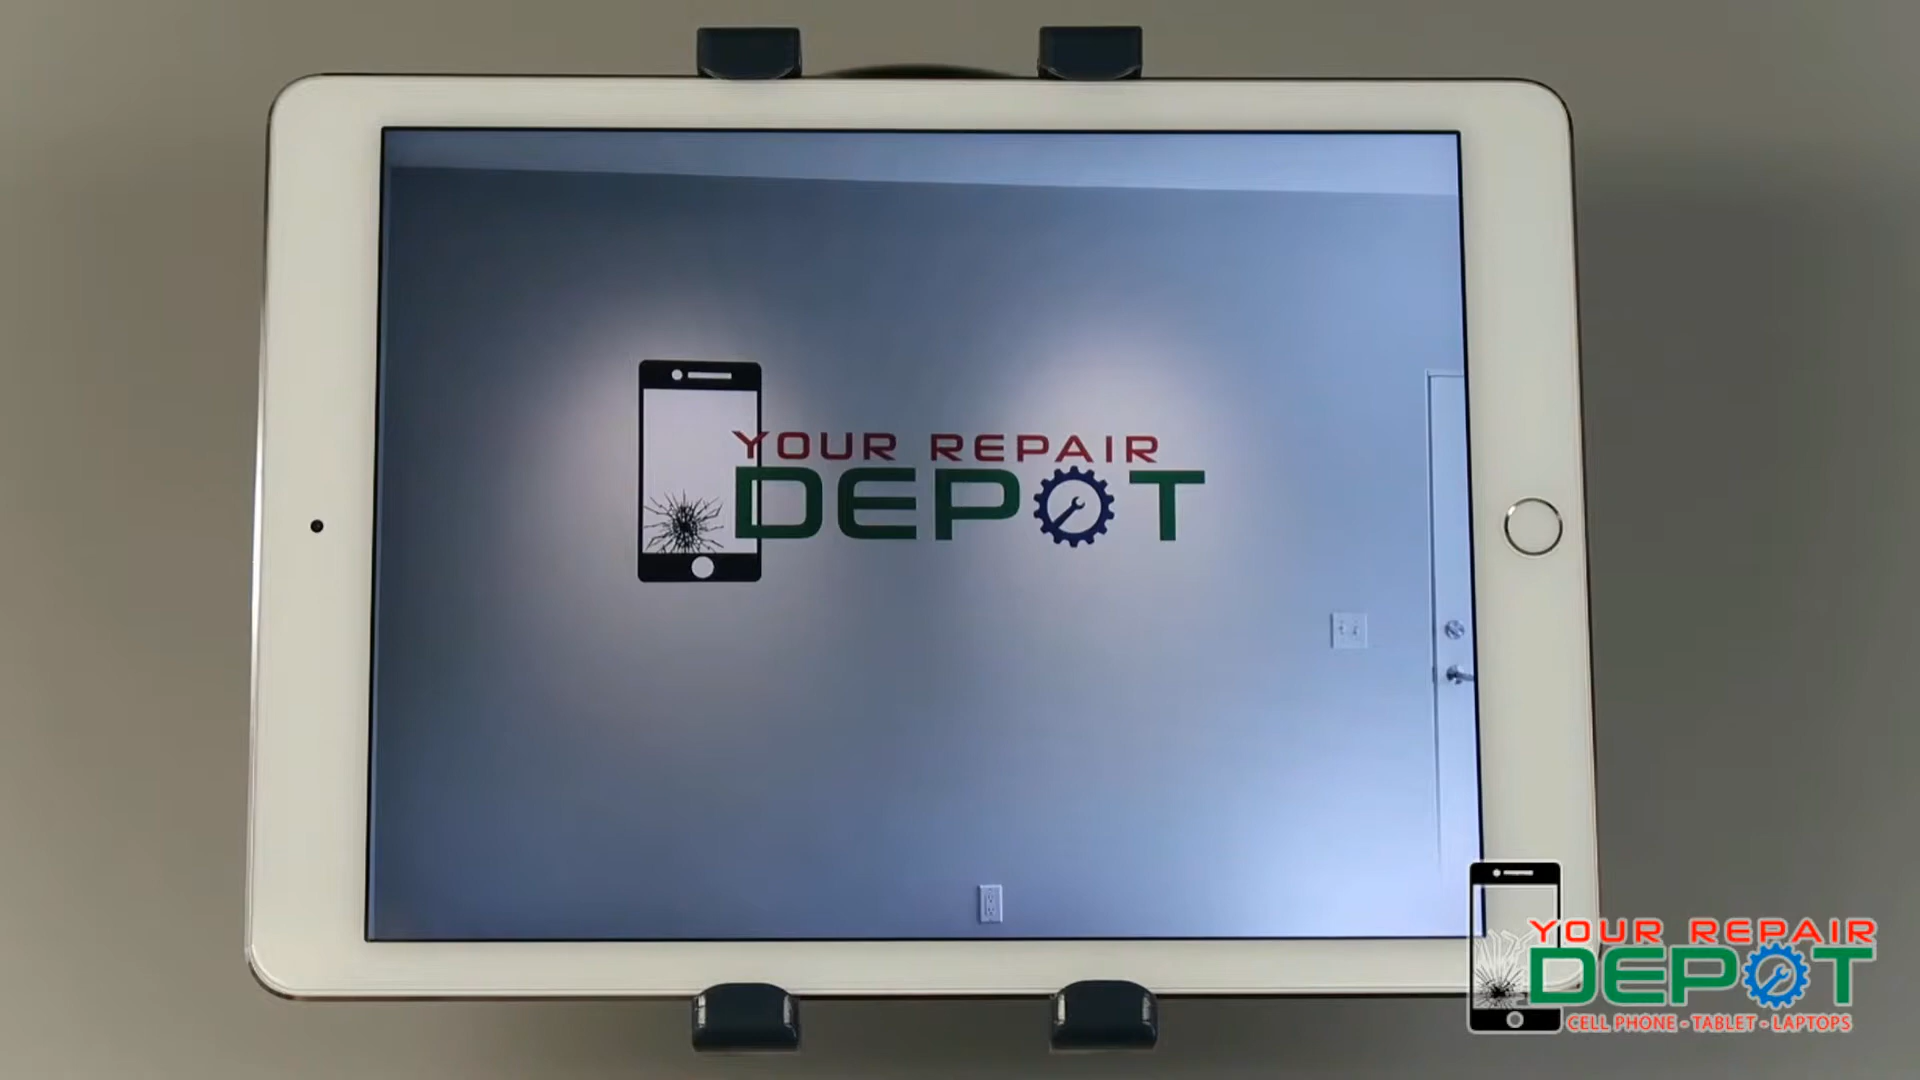 YOUR REPAIR
DEPOT
YOUR REPAIR
DEPOT
CELL PHONE - TABLET - LAPTOPS